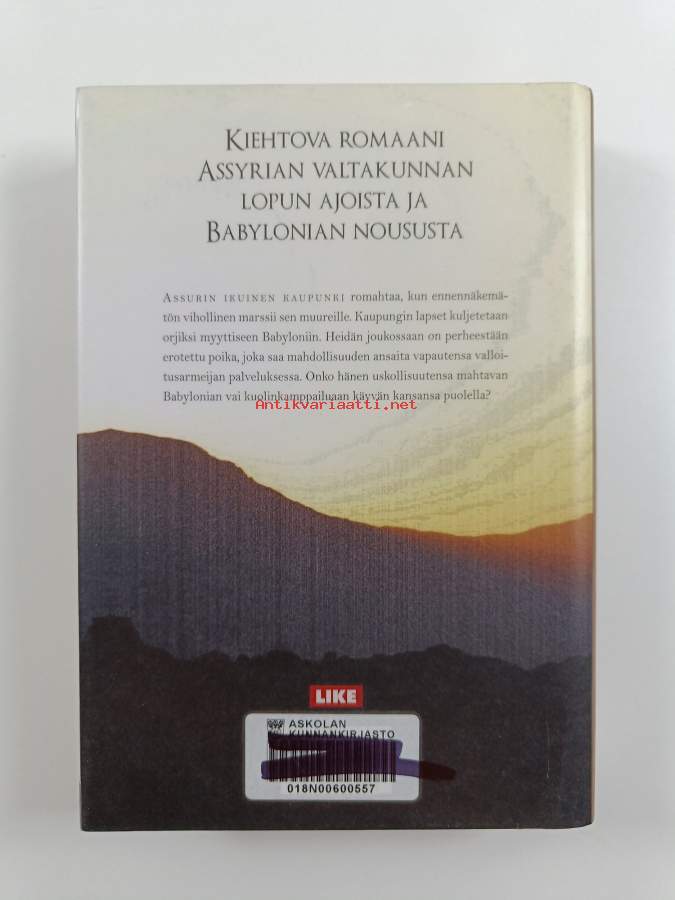 KIEHTOVA ROMAANI
ASSYRIAN VALTAKUNNAN
LOPUN AJOISTA JA
BABYLONIAN NOUSUSTA
ASSURIN IKUINEN KAUPUNKI romahtaa, kun ennennäkemä-
tön vihollinen marssii sen muureille. Kaupungin lapset kuljetetaan
orjiksi myyttiseen Babyloniin. Heidän joukossaan on perheestään
erotettu poika, joka saa mahdollisuuden ansaita vapautensa valloi-
tusarmeijan palveluksessa. Onko hänen uskollisuutensa mahtavan
Babylonian vai kuolinkamppailuaan käyvän kansansa puolella?
Antikvariaatti.net
LIKE
ASKOLAN
KUNNANKIRJASTO
018N00600557